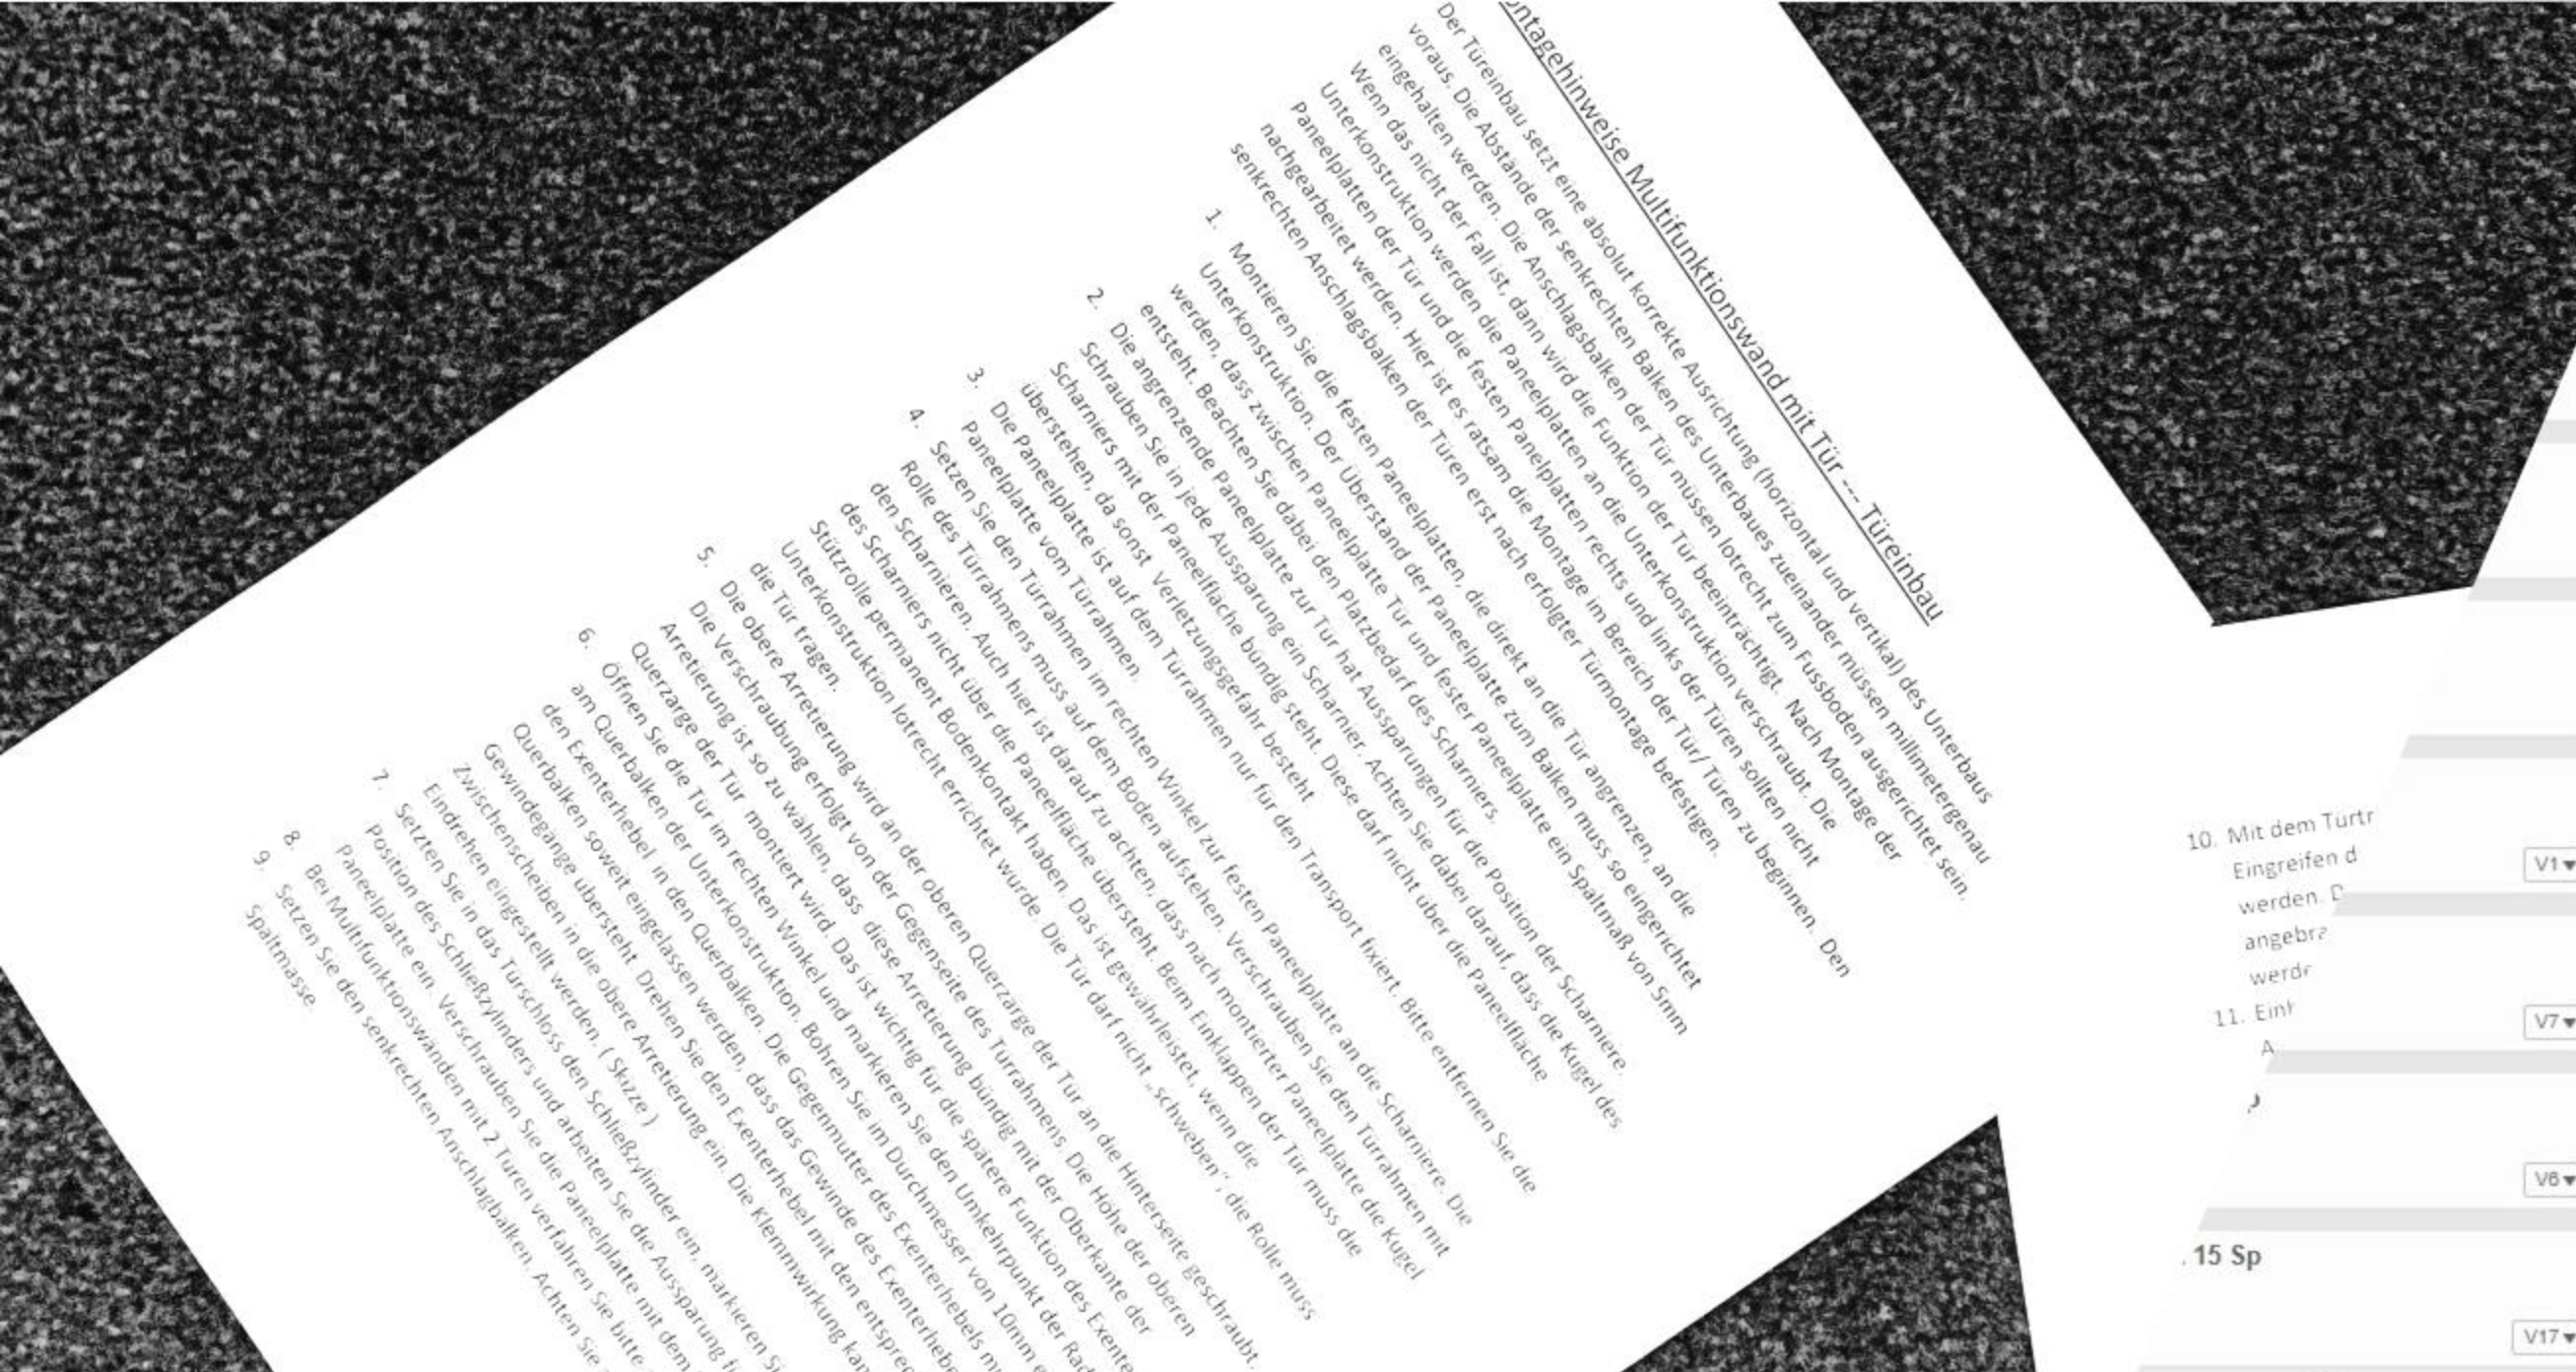 ontagehinweise Multifunktionswand mit Tür --- Türeinbau
Der Türeinbau setzt eine absolut korrekte Ausrichtung (horizontal und vertikal) des Unterbaus
voraus. Die Abstände der senkrechten Balken des Unterbaues zueinander müssen millimetergenau
eingehalten werden. Die Anschlagsbalken der Tür müssen lotrecht zum Fussboden ausgerichtet sein.
Wenn das nicht der Fall ist, dann wird die Funktion der Tür beeinträchtigt. Nach Montage der
Unterkonstruktion werden die Paneelplatten an die Unterkonstruktion verschraubt. Die
Paneelplatten der Tür und die festen Panelplatten rechts und links der Türen sollten nicht
nachgearbeitet werden. Hier ist es ratsam die Montage im Bereich der Tür/ Türen zu beginnen. Den
senkrechten Anschlagsbalken der Türen erst nach erfolgter Türmontage befestigen.
1. Montieren Sie die festen Paneelplatten, die direkt an die Tür angrenzen, an die
Unterkonstruktion. Der Überstand der Paneelplatte zum Balken muss so eingerichtet
werden, dass zwischen Paneelplatte Tür und fester Paneelplatte ein Spaltmaß von 5mm
entsteht. Beachten Sie dabei den Platzbedarf des Scharniers.
2. Die angrenzende Paneelplatte zur Tür hat Aussparungen für die Position der Scharniere.
Schrauben Sie in jede Aussparung ein Scharnier. Achten Sie dabei darauf, dass die Kugel des
Scharniers mit der Paneelfläche bündig steht. Diese darf nicht über die Paneelfläche
überstehen, da sonst Verletzungsgefahr besteht
3. Die Paneelplatte ist auf dem Türrahmen nur für den Transport fixiert. Bitte entfernen Sie die
Paneelplatte vom Türrahmen.
4. Setzen Sie den Türrahmen im rechten Winkel zur festen Paneelplatte an die Scharniere. Die
Rolle des Türrahmens muss auf dem Boden aufstehen. Verschrauben Sie den Türrahmen mit
den Scharnieren. Auch hier ist darauf zu achten, dass nach montierter Paneelplatte die Kugel
des Scharniers nicht über die Paneelfläche übersteht. Beim Einklappen der Tür muss die
Stützrolle permanent Bodenkontakt haben. Das ist gewährleistet, wenn die
Unterkonstruktion lotrecht errichtet wurde. Die Tür darf nicht „schweben“, die Rolle muss
die Tür tragen.
5. Die obere Arretierung wird an der oberen Querzarge der Tür an die Hinterseite geschraubt.
Die Verschraubung erfolgt von der Gegenseite des Türrahmens. Die Höhe der oberen
Arretierung ist so zu wählen, dass diese Arretierung bündig mit der Oberkante der
Querzarge der Tür montiert wird. Das ist wichtig für die spätere Funktion des Exente
6. Öffnen Sie die Tür im rechten Winkel und markieren Sie den Umkehrpunkt der Rad
am Querbalken der Unterkonstruktion. Bohren Sie im Durchmesser von 10mm e
den Exenterhebel in den Querbalken. Die Gegenmutter des Exenterhebels m
Querbalken soweit eingelassen werden, dass das Gewinde des Exenterhebe
Gewindegänge übersteht. Drehen Sie den Exenterhebel mit den entsprec
Zwischenscheiben in die obere Arretierung ein. Die Klemmwirkung kan
Eindrehen eingestellt werden. ( Skizze )
7. Setzten Sie in das Türschloss den Schließzylinder ein, markieren Si
Position des Schließzylinders und arbeiten Sie die Aussparung f
Paneelplatte ein. Verschrauben Sie die Paneelplatte mit dem
8. Bei Multifunktionswänden mit 2 Türen verfahren Sie bitte
9. Setzen Sie den senkrechten Anschlagbalken. Achten Sie
Spaltmasse.
10. Mit dem Türtr
Eingreifen d
werden. D
angebra
werde
11. Einh
A
V1
V7
V6
. 15 Sp
V17